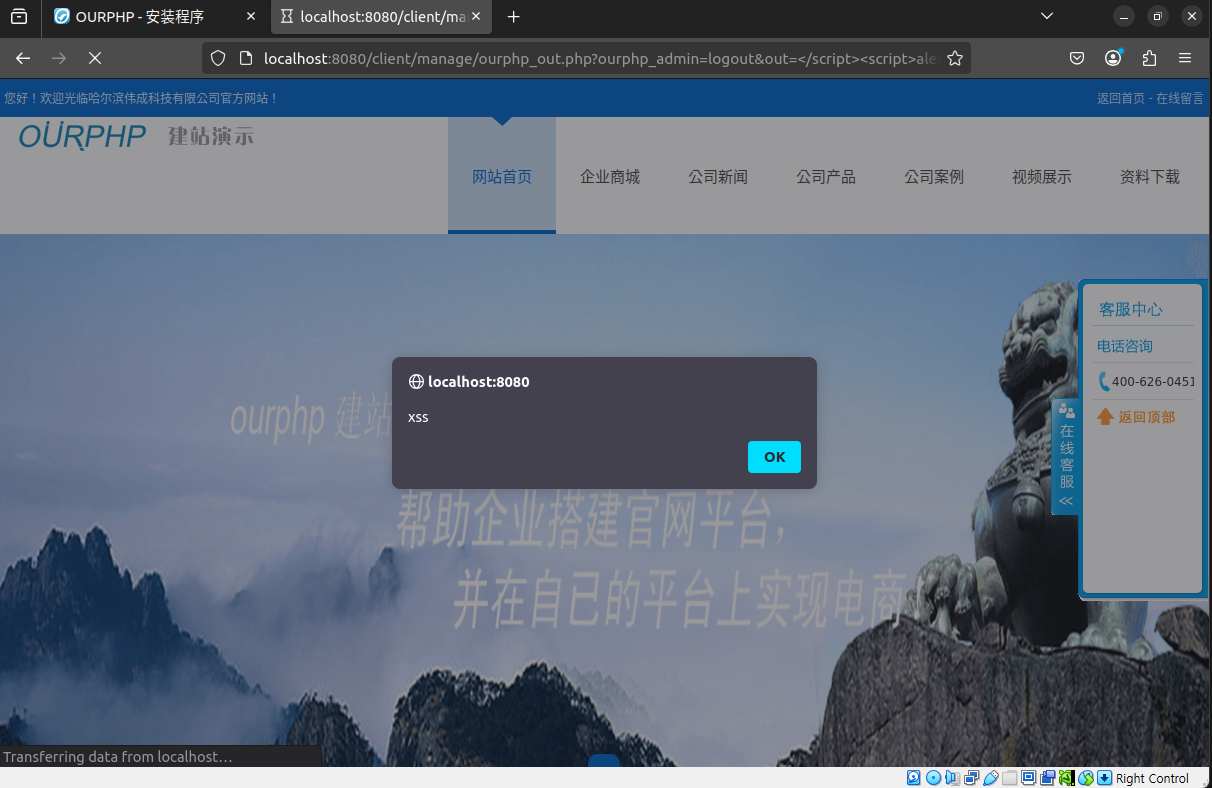 OURPHP - 安装程序
localhost:8080/client/ma
localhost:8080/client/manage/ourphp_out.php?ourphp_admin=logout&out=</script><script>ale
您好！欢迎光临哈尔滨伟成科技有限公司官方网站！
返回首页 - 在线留言
OURPHP 建站演示
网站首页 企业商城 公司新闻 公司产品 公司案例 视频展示 资料下载
客服中心
电话咨询
400-626-0451
返回顶部
在线客服
<<
localhost:8080
xss
OK
ourphp 建站
帮助企业搭建官网平台，
并在自已的平台上实现电商
Transferring data from localhost…
Right Control